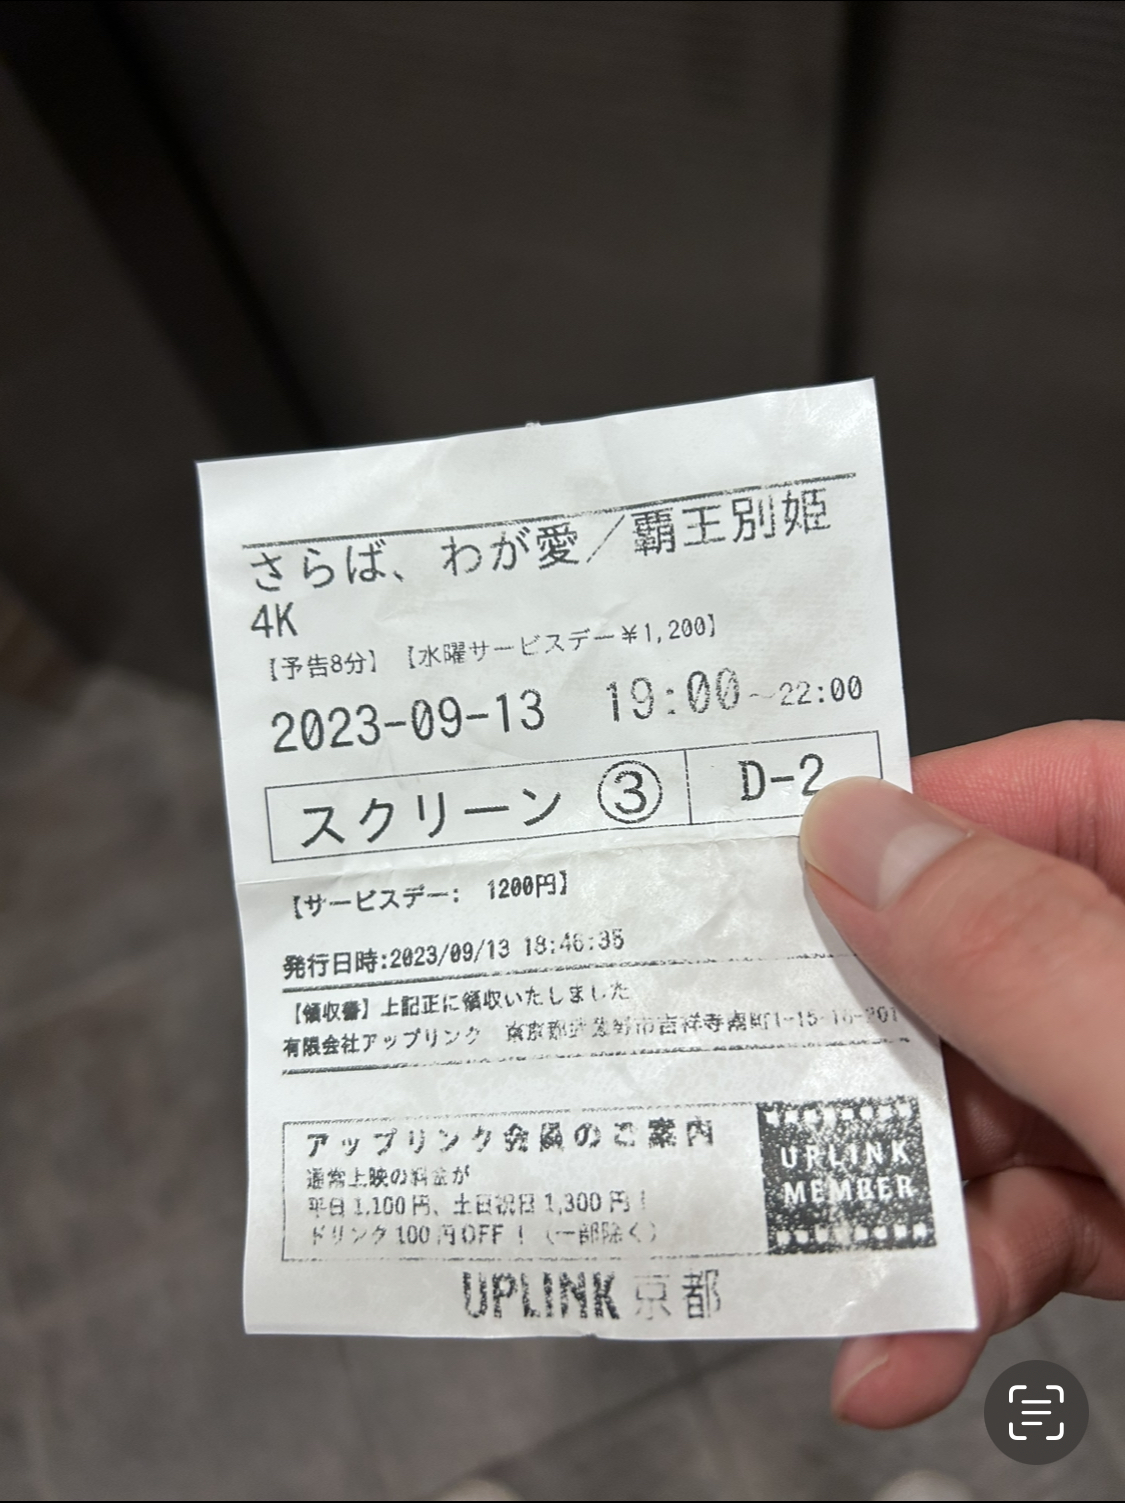 さらば、わが愛／覇王別姫
4K
【予告8分】【水曜サービスデー￥1,200】
2023-09-13 19:00～22:00
スクリーン ③ D-2
【サービスデー: 1200円】
発行日時:2023/09/13 18:46:35
【領収書】上記正に領収いたしました
有限会社アップリンク 東京都武蔵野市吉祥寺南町1-15-16-201
アップリンク会員のご案内
通常上映の料金が
平日1,100円、土日祝日1,300円！
ドリンク100円OFF！（一部除く）
UPLINK
MEMBER
UPLINK 京都